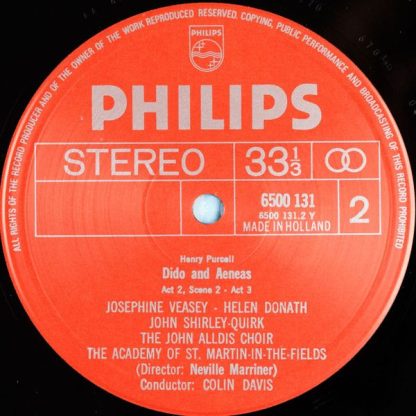 ALL RIGHTS OF THE RECORD PRODUCER AND OF THE OWNER OF THE WORK REPRODUCED RESERVED. COPYING, PUBLIC PERFORMANCE AND BROADCASTING OF THIS RECORD PROHIBITED
PHILIPS
PHILIPS
STEREO 33⅓
6500 131
6500 131.2 Y
MADE IN HOLLAND
2
Henry Purcell
Dido and Aeneas
Act 2, Scene 2 - Act 3
JOSEPHINE VEASEY - HELEN DONATH
JOHN SHIRLEY-QUIRK
THE JOHN ALLDIS CHOIR
THE ACADEMY OF ST. MARTIN-IN-THE-FIELDS
(Director: Neville Marriner)
Conductor: COLIN DAVIS